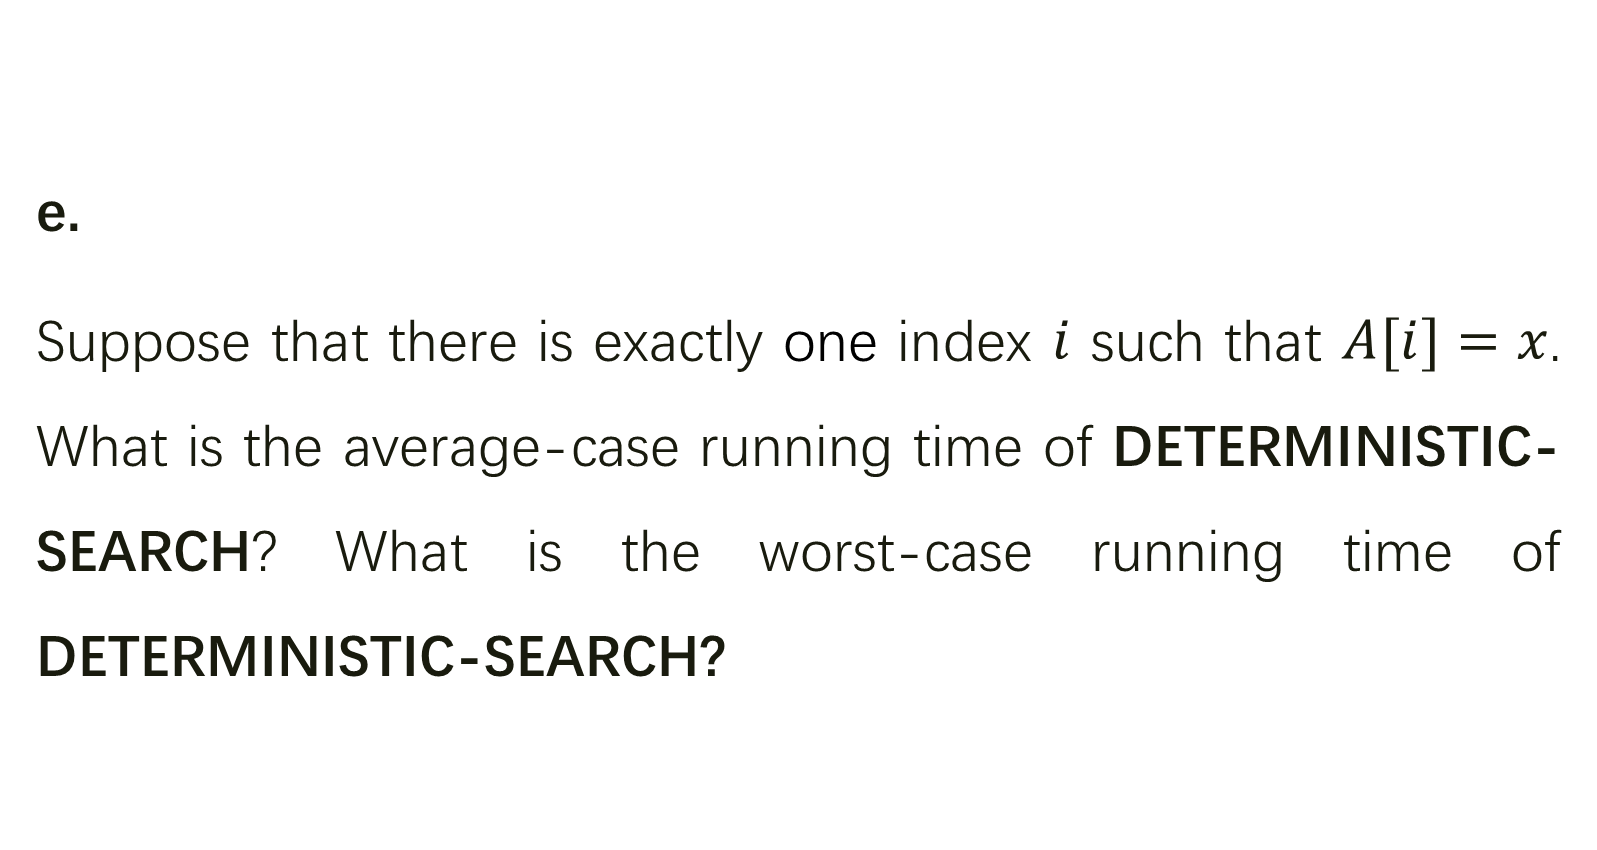 e.
Suppose that there is exactly one index i such that A[i] = x.
What is the average-case running time of DETERMINISTIC-
SEARCH? What is the worst-case running time of
DETERMINISTIC-SEARCH?